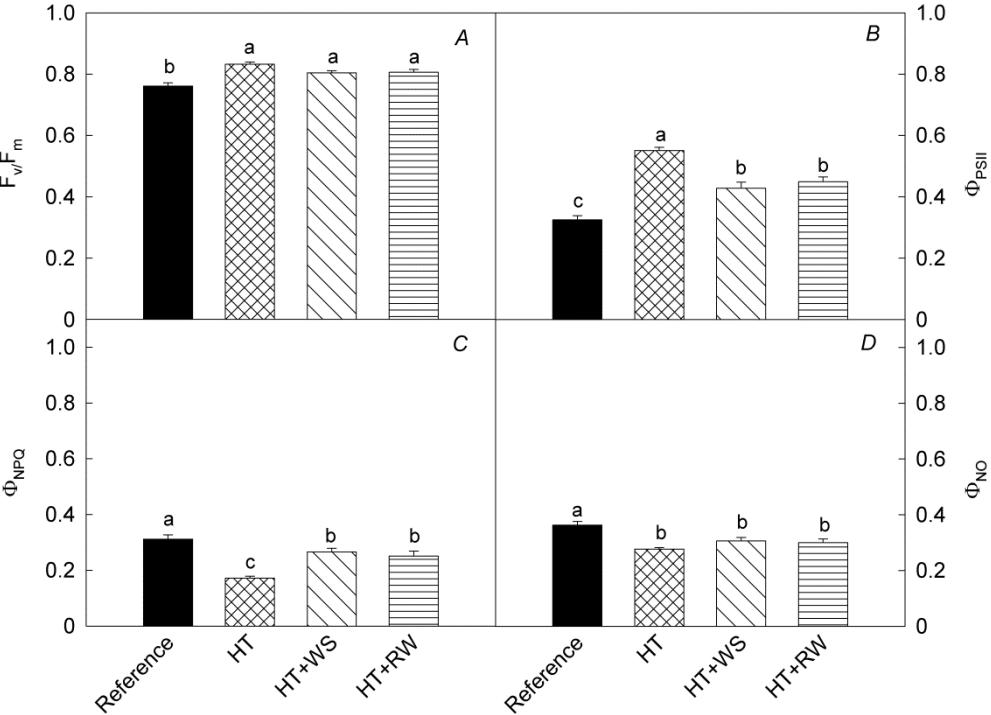 1.0 A B 1.0
b a a a
0.8 0.8
a
0.6 0.6
Fv/Fm ΦPSII
b b
0.4 c 0.4
0.2 0.2
0 0
1.0 C D 1.0
0.8 0.8
0.6 0.6
ΦNPQ ΦNO
0.4 0.4
a c b b a b b b
0.2 0.2
0 0
Reference HT HT+WS HT+RW Reference HT HT+WS HT+RW